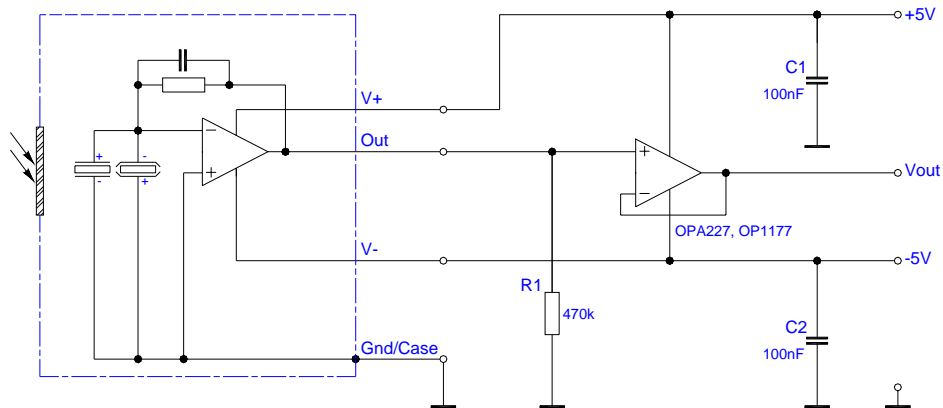 +5V
C1
100nF
V+
Out
+
-
-
+
−
+
+
−
Vout
OPA227, OP1177
V-
-5V
R1
470k
C2
100nF
Gnd/Case